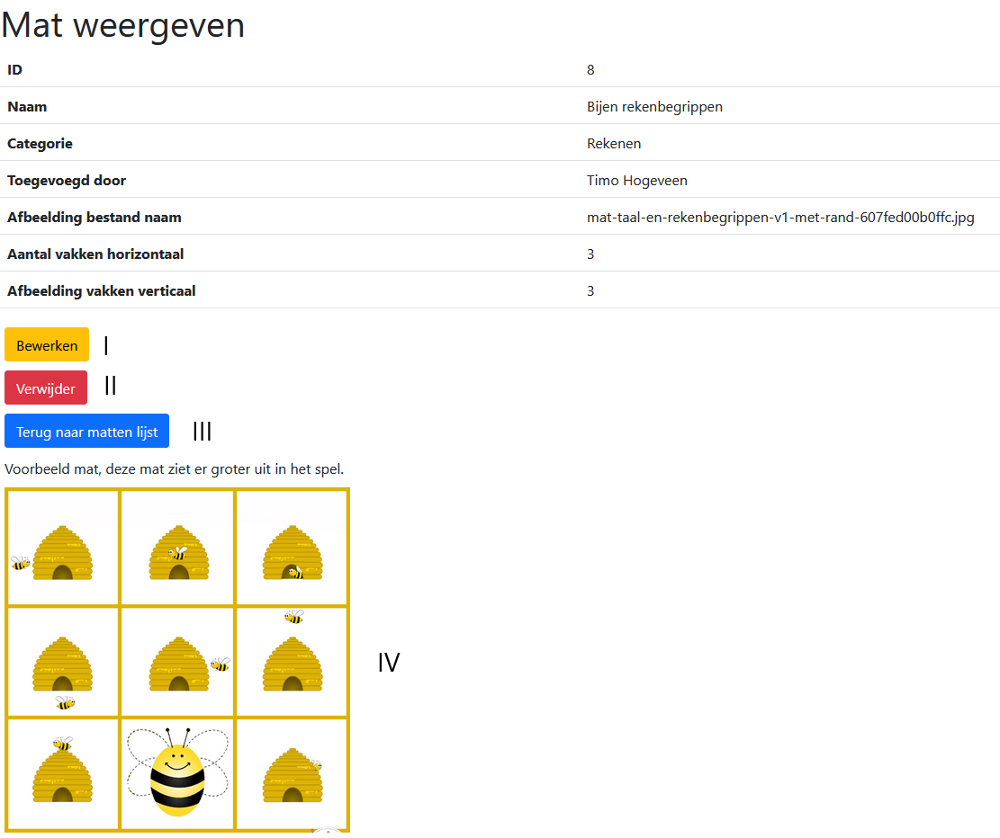 Mat weergeven
ID 8
Naam Bijen rekenbegrippen
Categorie Rekenen
Toegevoegd door Timo Hogeveen
Afbeelding bestand naam mat-taal-en-rekenbegrippen-v1-met-rand-607fed00b0ffc.jpg
Aantal vakken horizontaal 3
Afbeelding vakken verticaal 3
Bewerken I
Verwijder II
Terug naar matten lijst III
Voorbeeld mat, deze mat ziet er groter uit in het spel.
IV